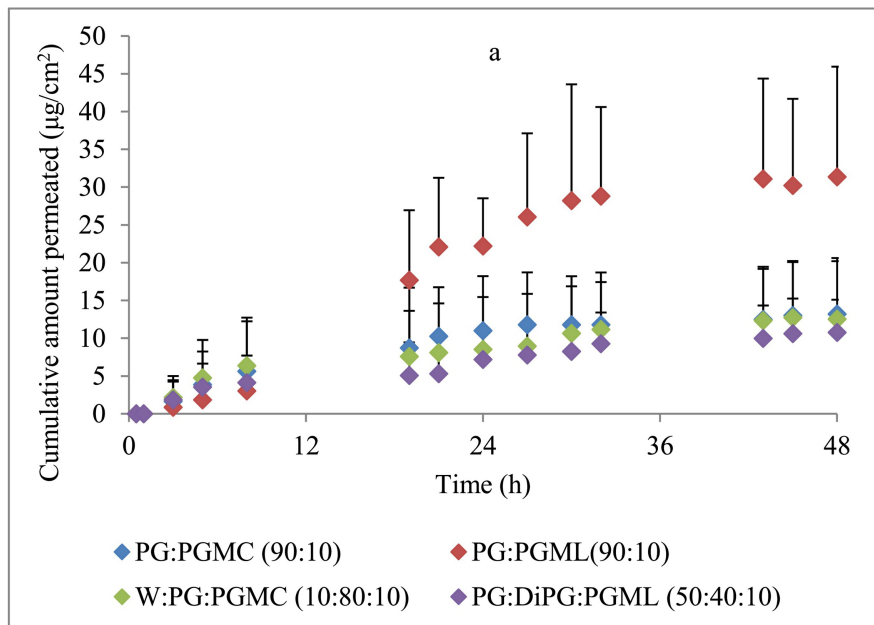 a
50
45
40
35
30
25
20
15
10
5
0
Cumulative amount permeated (µg/cm²)
0 12 24 36 48
Time (h)
PG:PGMC (90:10) PG:PGML(90:10)
W:PG:PGMC (10:80:10) PG:DiPG:PGML (50:40:10)